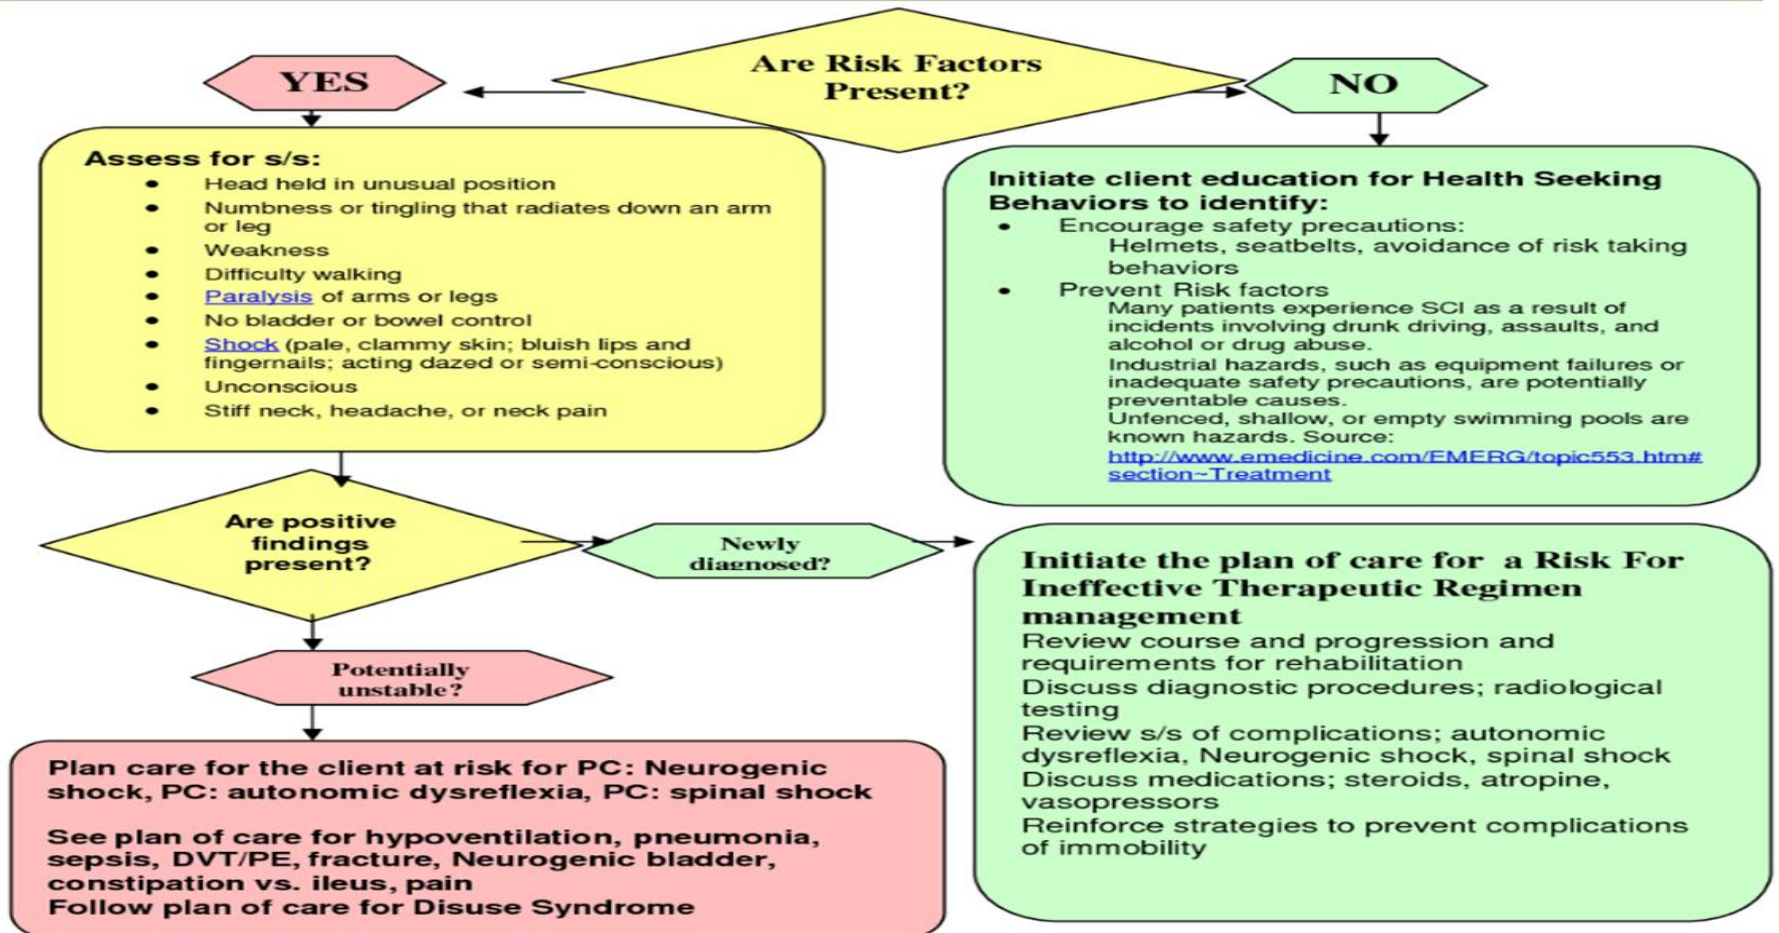 Are Risk Factors
Present?
YES
NO
Assess for s/s:
• Head held in unusual position
• Numbness or tingling that radiates down an arm
or leg
• Weakness
• Difficulty walking
• Paralysis of arms or legs
• No bladder or bowel control
• Shock (pale, clammy skin; bluish lips and
fingernails; acting dazed or semi-conscious)
• Unconscious
• Stiff neck, headache, or neck pain
Initiate client education for Health Seeking
Behaviors to identify:
• Encourage safety precautions:
Helmets, seatbelts, avoidance of risk taking
behaviors
• Prevent Risk factors
Many patients experience SCI as a result of
incidents involving drunk driving, assaults, and
alcohol or drug abuse.
Industrial hazards, such as equipment failures or
inadequate safety precautions, are potentially
preventable causes.
Unfenced, shallow, or empty swimming pools are
known hazards. Source:
http://www.emedicine.com/EMERG/topic553.htm#
section~Treatment
Are positive
findings
present?
Newly
diagnosed?
Initiate the plan of care for a Risk For
Ineffective Therapeutic Regimen
management
Review course and progression and
requirements for rehabilitation
Discuss diagnostic procedures; radiological
testing
Review s/s of complications; autonomic
dysreflexia, Neurogenic shock, spinal shock
Discuss medications; steroids, atropine,
vasopressors
Reinforce strategies to prevent complications
of immobility
Potentially
unstable?
Plan care for the client at risk for PC: Neurogenic
shock, PC: autonomic dysreflexia, PC: spinal shock
See plan of care for hypoventilation, pneumonia,
sepsis, DVT/PE, fracture, Neurogenic bladder,
constipation vs. ileus, pain
Follow plan of care for Disuse Syndrome